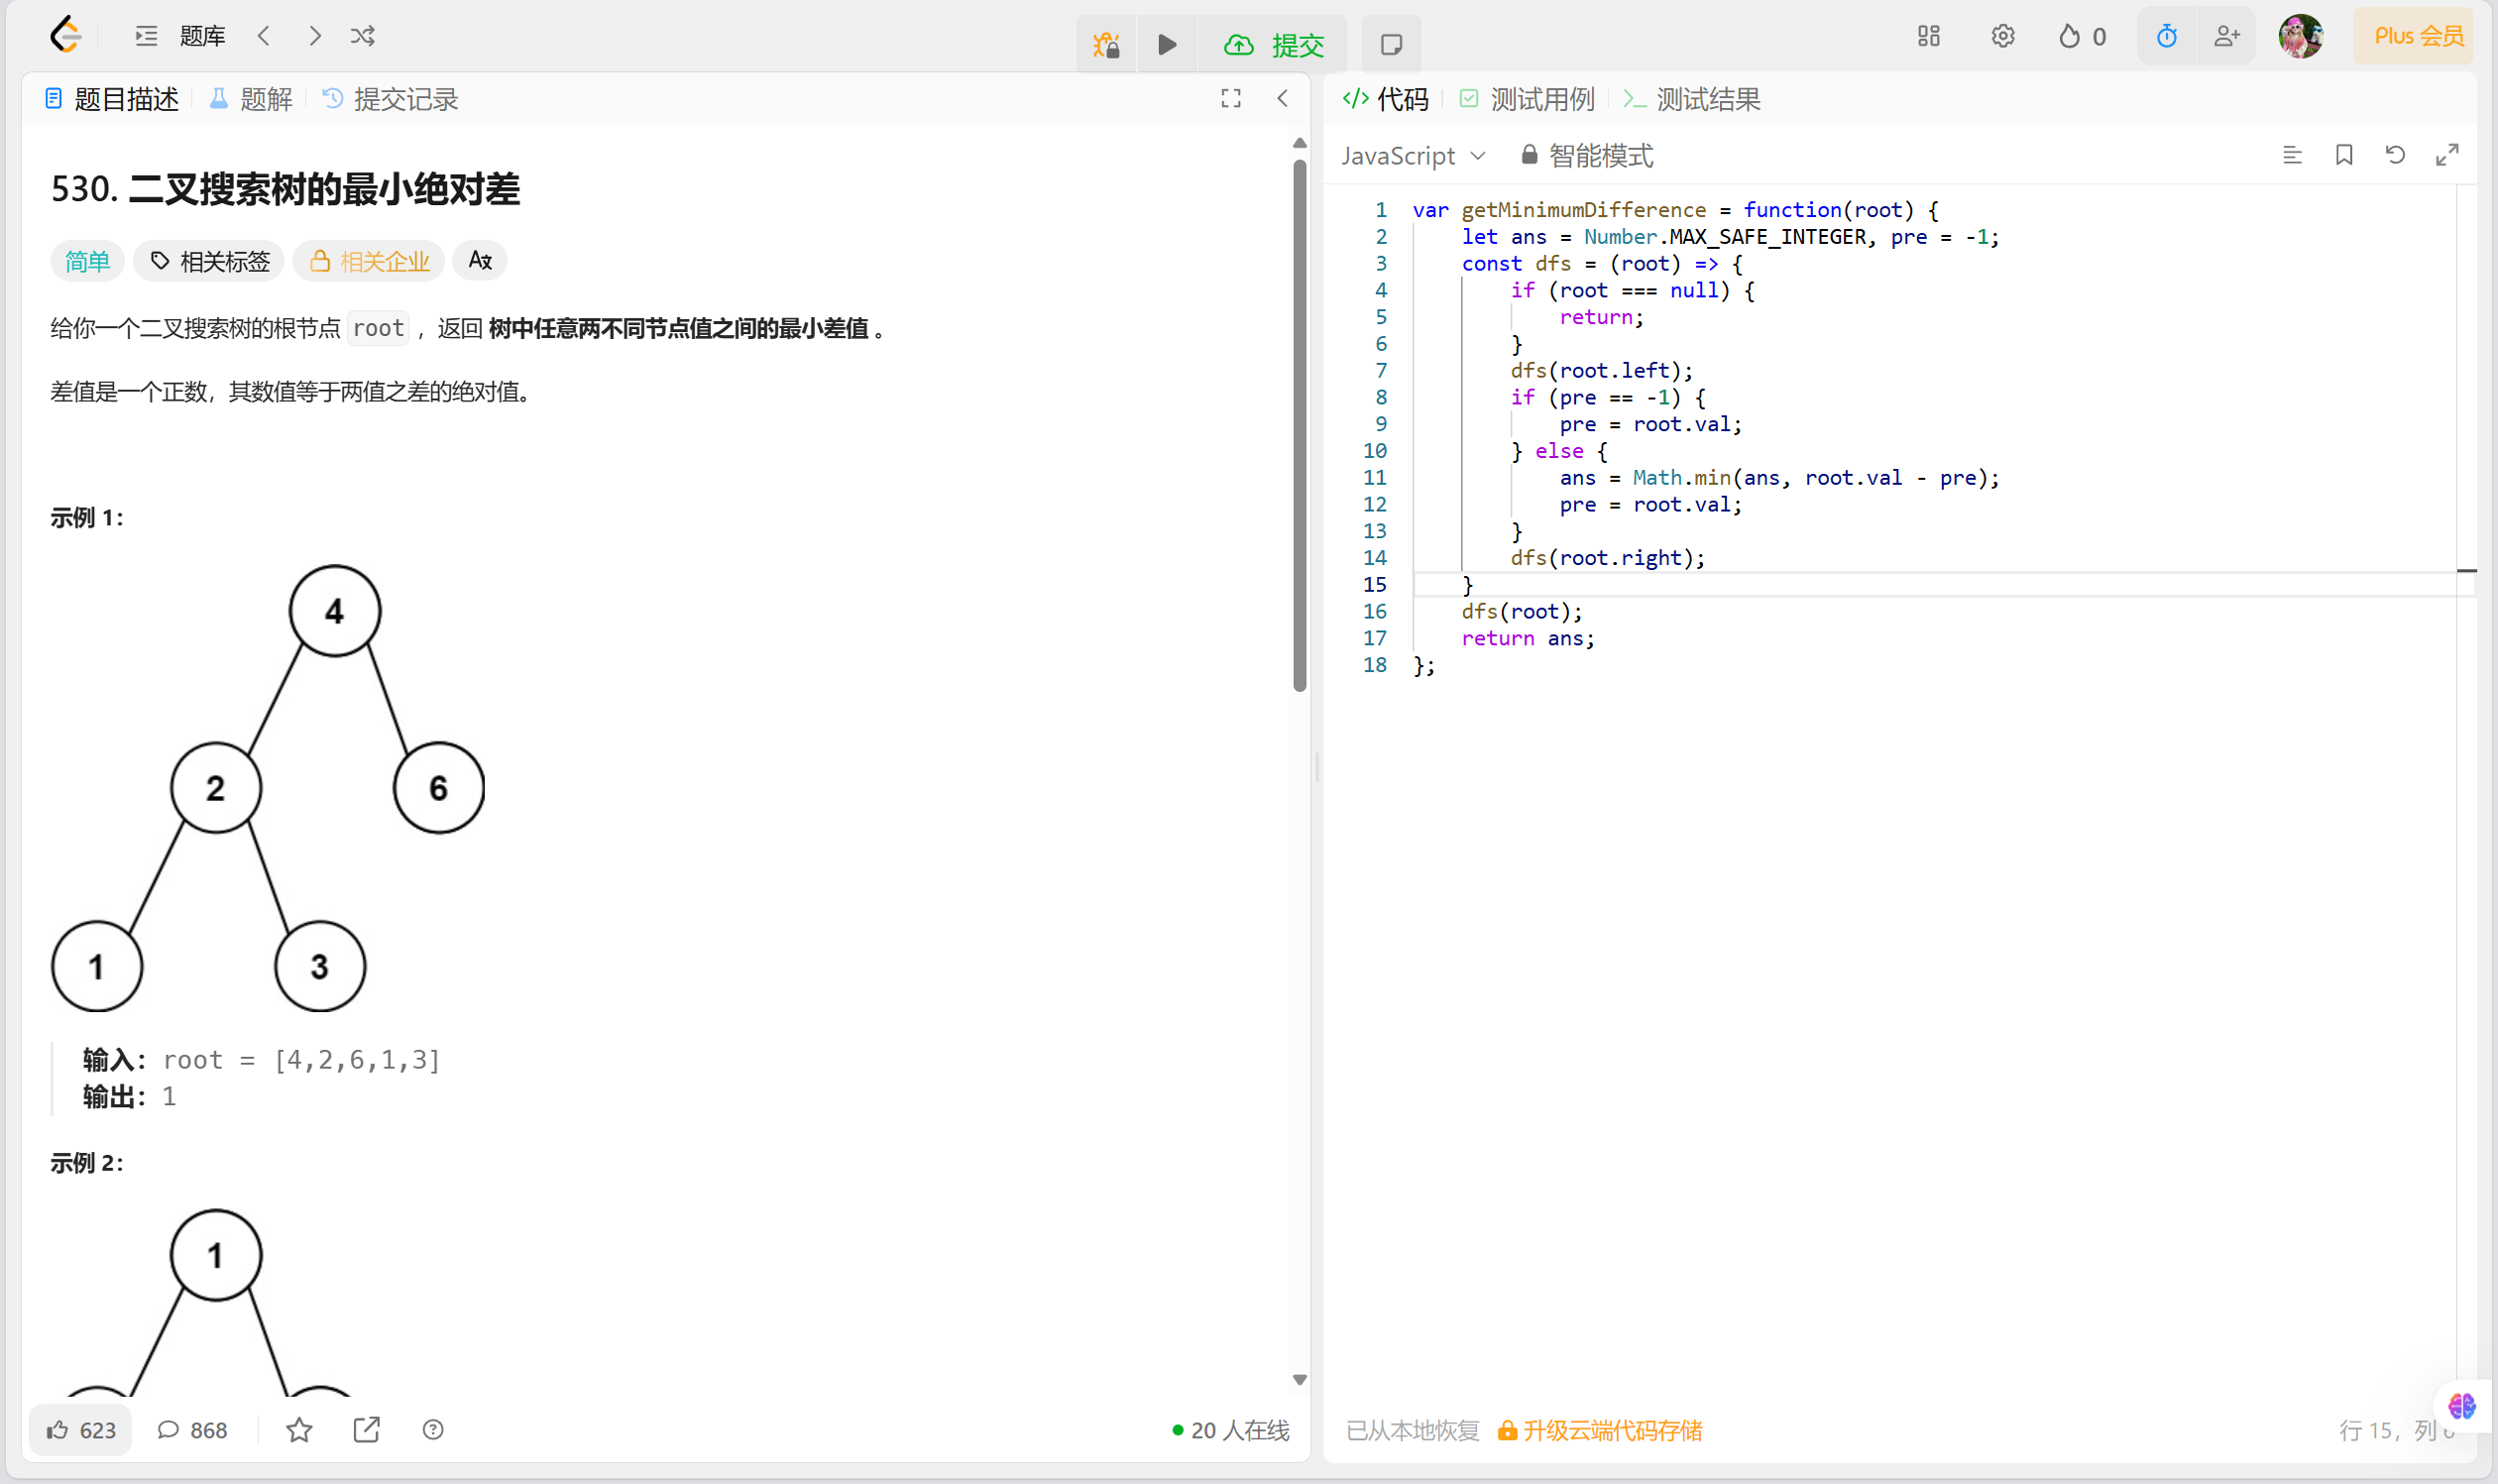 题库
提交
0
Plus 会员
题目描述
题解
提交记录
530. 二叉搜索树的最小绝对差
简单
相关标签
相关企业
给你一个二叉搜索树的根节点 root ，返回 树中任意两不同节点值之间的最小差值 。
差值是一个正数，其数值等于两值之差的绝对值。
示例 1：
4
2
6
1
3
输入：root = [4,2,6,1,3]
输出：1
示例 2：
1
623
868
20 人在线
代码
测试用例
测试结果
JavaScript
智能模式
1 var getMinimumDifference = function(root) {
2     let ans = Number.MAX_SAFE_INTEGER, pre = -1;
3     const dfs = (root) => {
4         if (root === null) {
5             return;
6         }
7         dfs(root.left);
8         if (pre == -1) {
9             pre = root.val;
10         } else {
11             ans = Math.min(ans, root.val - pre);
12             pre = root.val;
13         }
14         dfs(root.right);
15     }
16     dfs(root);
17     return ans;
18 };
已从本地恢复
升级云端代码存储
行 15，列